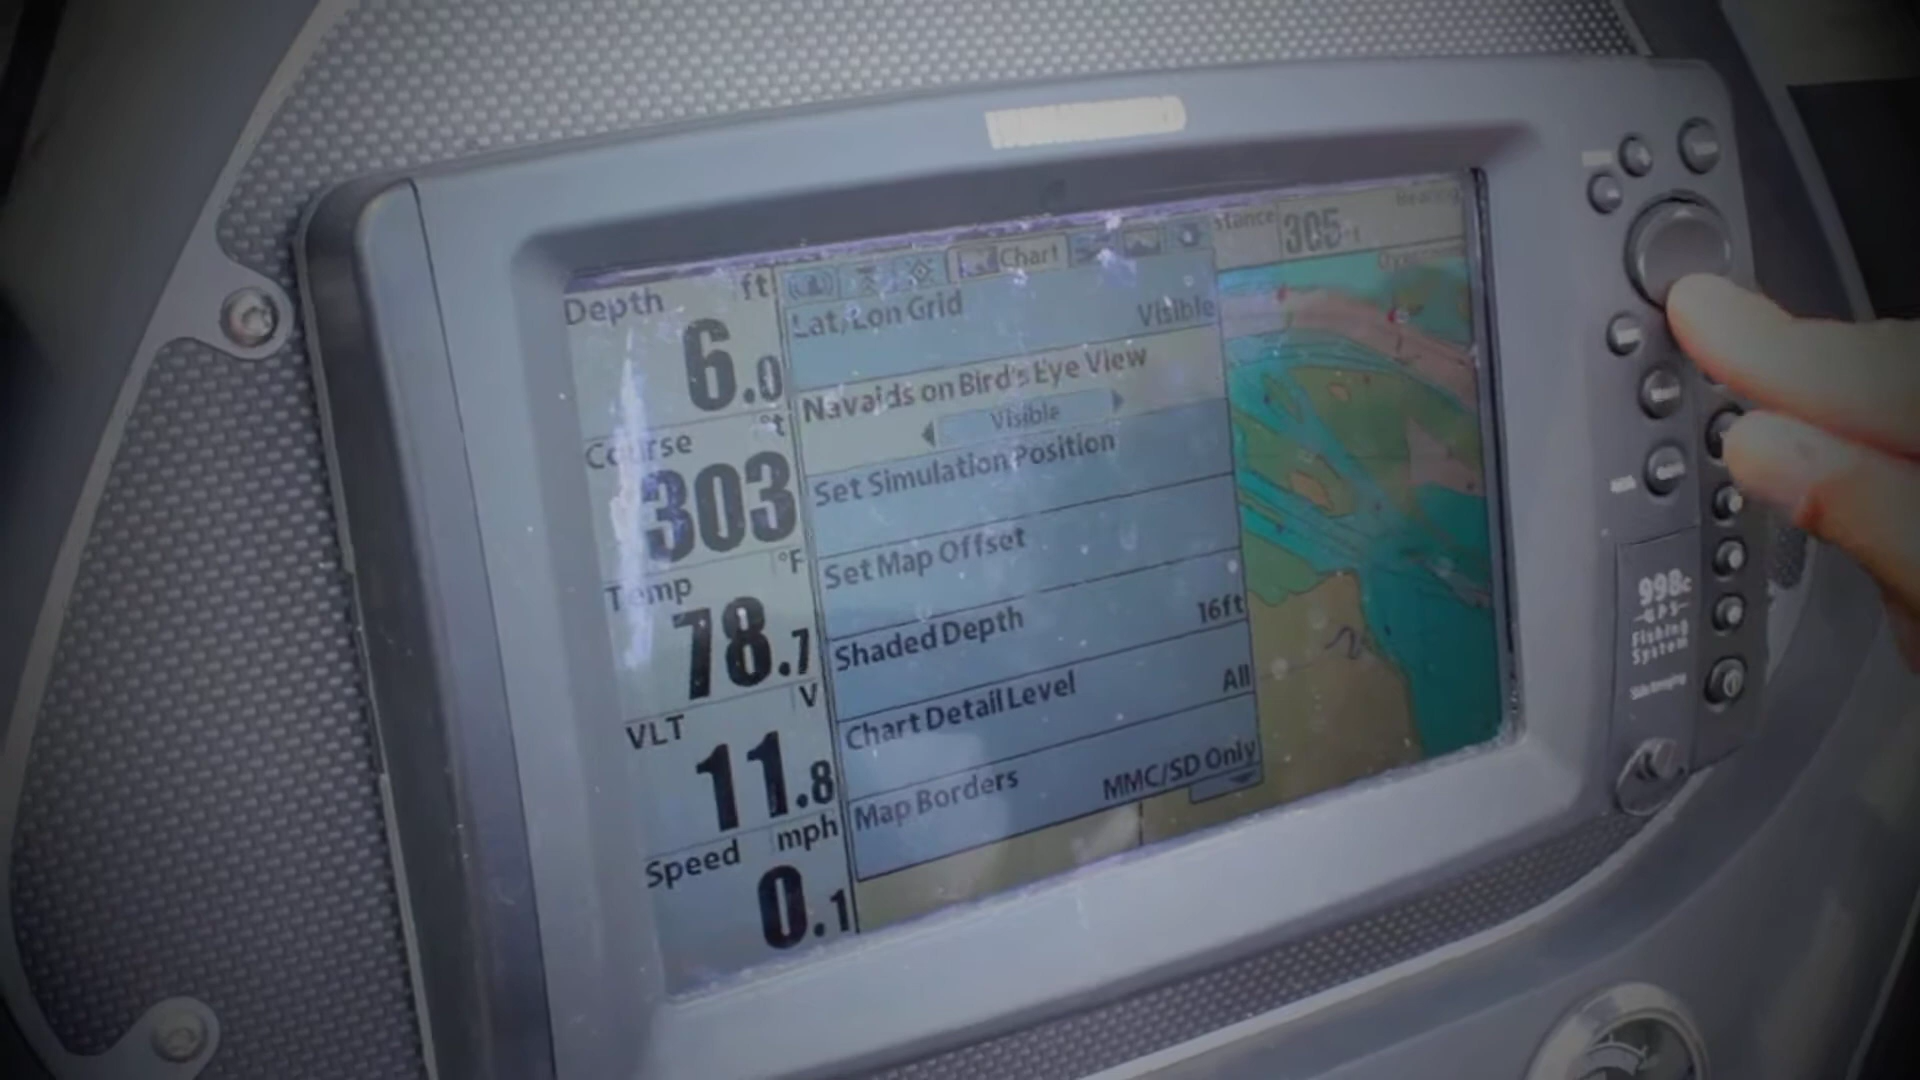 Chart
305
Depth ft
6.0
Course °t
303
Temp °F
78.7
VLT V
11.8
Speed mph
0.1
Lat/Lon Grid Visible
Navaids on Bird's Eye View
Visible
Set Simulation Position
Set Map Offset
Shaded Depth 16ft
Chart Detail Level All
Map Borders MMC/SD Only
998c
GPS
Fishing
System
Side Imaging